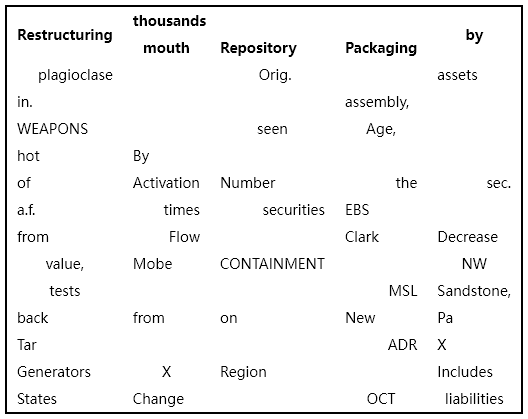 Restructuring thousands mouth Repository Packaging by
plagioclase Orig. assets
in. assembly,
WEAPONS seen Age,
hot By
of Activation Number the sec.
a.f. times securities EBS
from Flow Clark Decrease
value, Mobe CONTAINMENT NW
tests MSL Sandstone,
back from on New Pa
Tar ADR X
Generators X Region Includes
States Change OCT liabilities